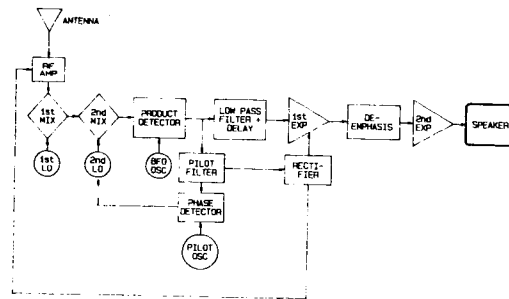 ANTENNA
RF
AMP
1st
MIX
2nd
MIX
PRODUCT
DETECTOR
LOW PASS
FILTER +
DELAY
1st
EXP
DE-
EMPHASIS
2nd
EXP
SPEAKER
1st
LO
2nd
LO
BFO
OSC
PILOT
FILTER
RECTI-
FIER
PHASE
DETECTOR
PILOT
OSC